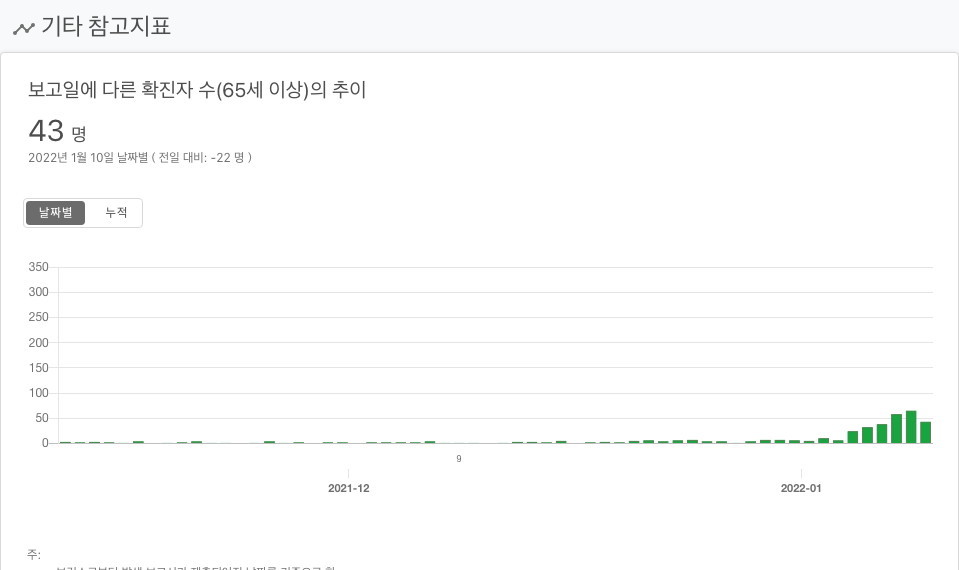 기타 참고지표
보고일에 다른 확진자 수(65세 이상)의 추이
43 명
2022년 1월 10일 날짜별 ( 전일 대비: -22 명 )
날짜별 누적
350
300
250
200
150
100
50
0
9
2021-12 2022-01
주: